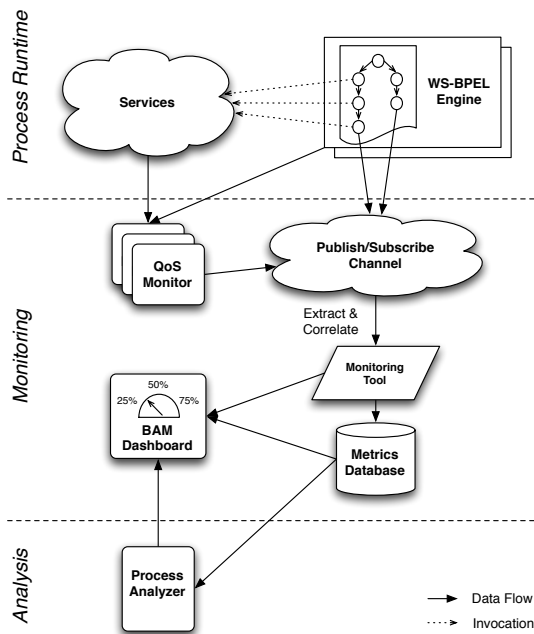 Process Runtime
Services
WS-BPEL
Engine
Monitoring
QoS
Monitor
Publish/Subscribe
Channel
Extract &
Correlate
Monitoring
Tool
25%
50%
75%
BAM
Dashboard
Metrics
Database
Analysis
Process
Analyzer
Data Flow
Invocation